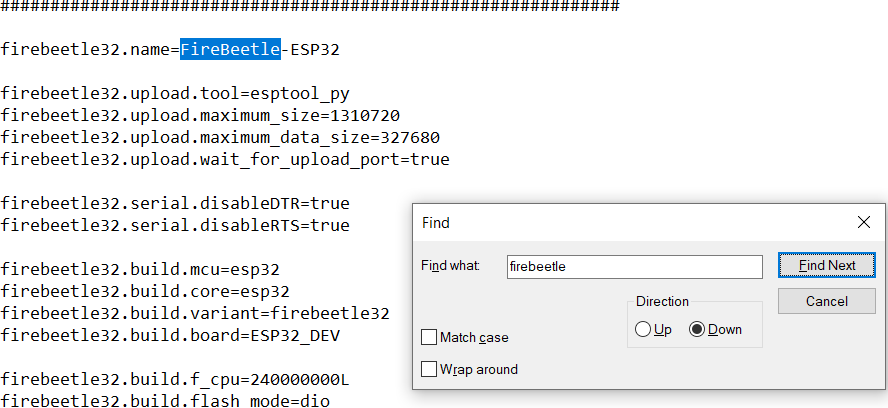 ##############################################################
firebeetle32.name=FireBeetle-ESP32
firebeetle32.upload.tool=esptool_py
firebeetle32.upload.maximum_size=1310720
firebeetle32.upload.maximum_data_size=327680
firebeetle32.upload.wait_for_upload_port=true
firebeetle32.serial.disableDTR=true
firebeetle32.serial.disableRTS=true
firebeetle32.build.mcu=esp32
firebeetle32.build.core=esp32
firebeetle32.build.variant=firebeetle32
firebeetle32.build.board=ESP32_DEV
firebeetle32.build.f_cpu=240000000L
firebeetle32.build.flash_mode=dio
Find
Find what:
firebeetle
Find Next
Cancel
Direction
Up
Down
Match case
Wrap around